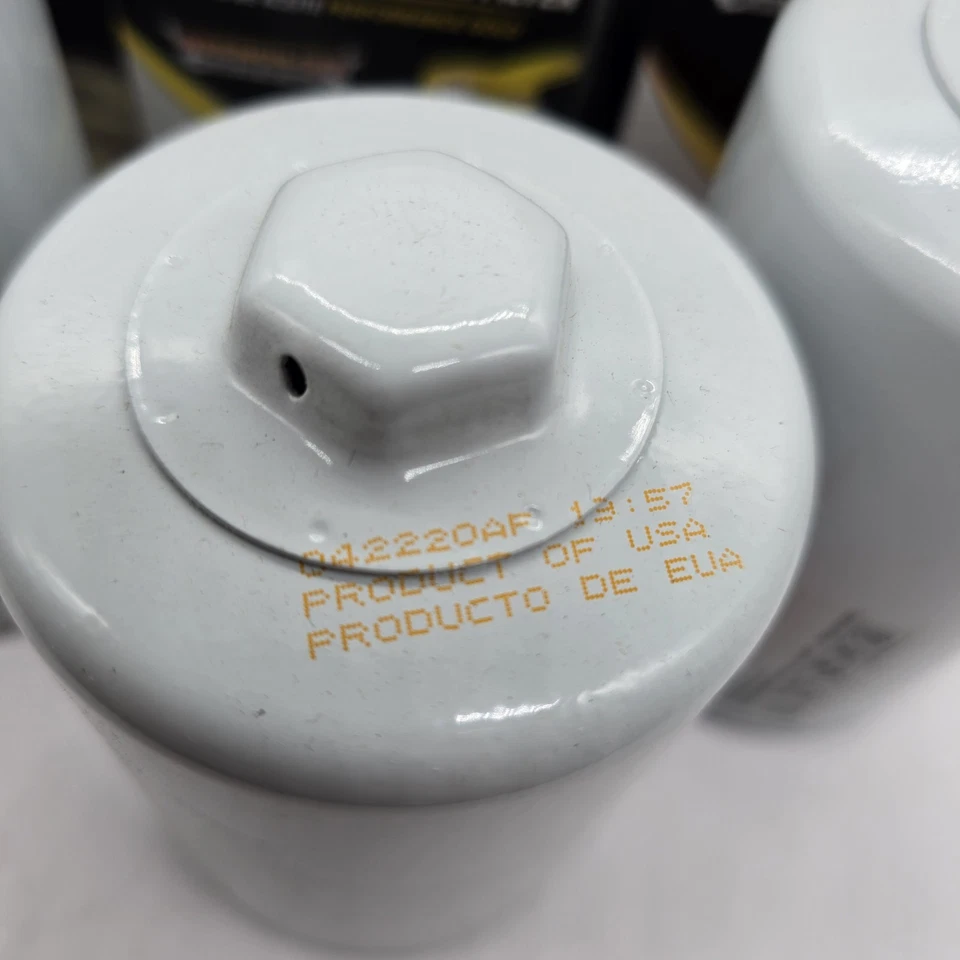 042220AF 19:57
PRODUCT OF USA
PRODUCTO DE EUA